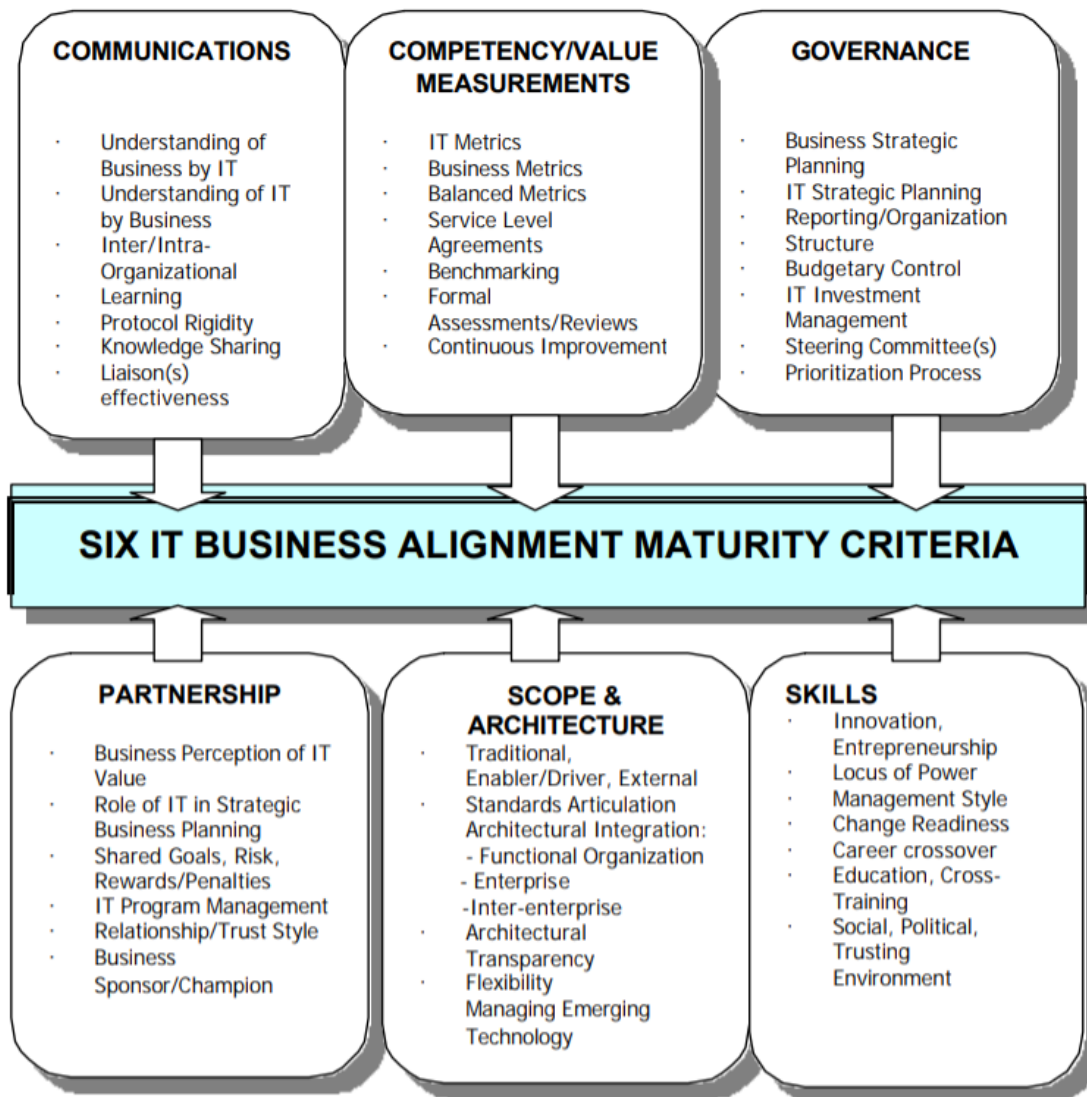 COMMUNICATIONS
· Understanding of
Business by IT
· Understanding of IT
by Business
· Inter/Intra-
Organizational
· Learning
· Protocol Rigidity
· Knowledge Sharing
· Liaison(s)
effectiveness
COMPETENCY/VALUE
MEASUREMENTS
· IT Metrics
· Business Metrics
· Balanced Metrics
· Service Level
Agreements
· Benchmarking
· Formal
Assessments/Reviews
· Continuous Improvement
GOVERNANCE
· Business Strategic
Planning
· IT Strategic Planning
· Reporting/Organization
· Structure
· Budgetary Control
· IT Investment
Management
· Steering Committee(s)
· Prioritization Process
SIX IT BUSINESS ALIGNMENT MATURITY CRITERIA
PARTNERSHIP
· Business Perception of IT
Value
· Role of IT in Strategic
Business Planning
· Shared Goals, Risk,
Rewards/Penalties
· IT Program Management
· Relationship/Trust Style
· Business
Sponsor/Champion
SCOPE &
ARCHITECTURE
· Traditional,
Enabler/Driver, External
· Standards Articulation
Architectural Integration:
- Functional Organization
- Enterprise
-Inter-enterprise
· Architectural
Transparency
· Flexibility
Managing Emerging
Technology
SKILLS
· Innovation,
Entrepreneurship
· Locus of Power
· Management Style
· Change Readiness
· Career crossover
· Education, Cross-
Training
· Social, Political,
Trusting
Environment